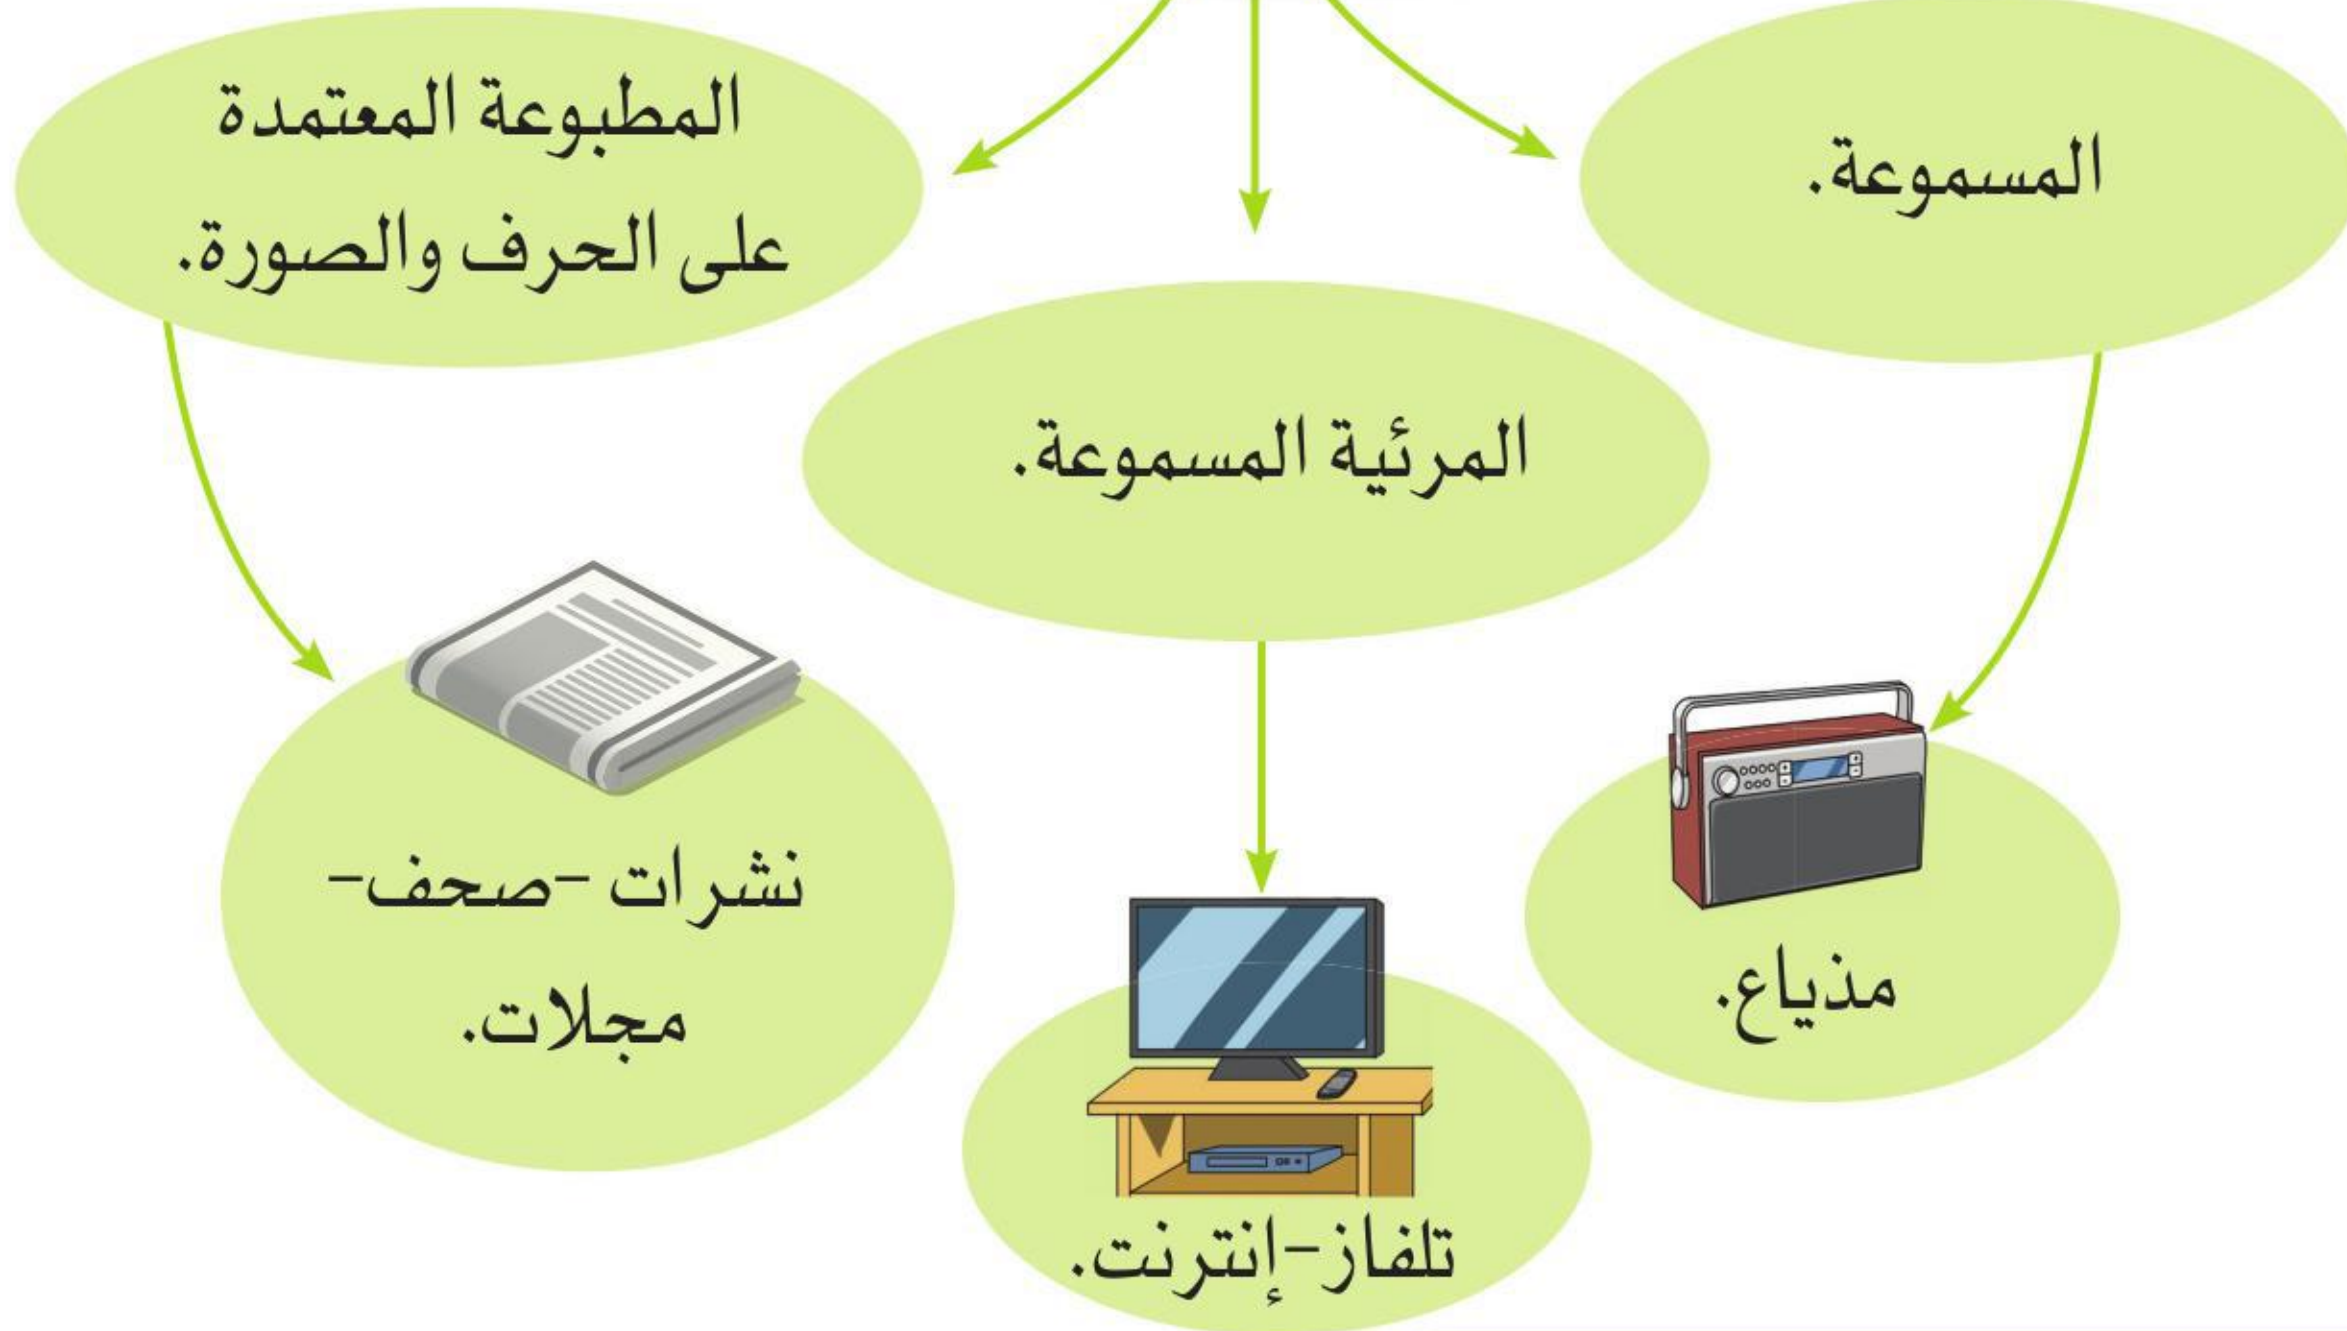 المسموعة.
المطبوعة المعتمدة
على الحرف والصورة.
المرئية المسموعة.
مذياع.
نشرات -صحف-
مجلات.
تلفاز-إنترنت.